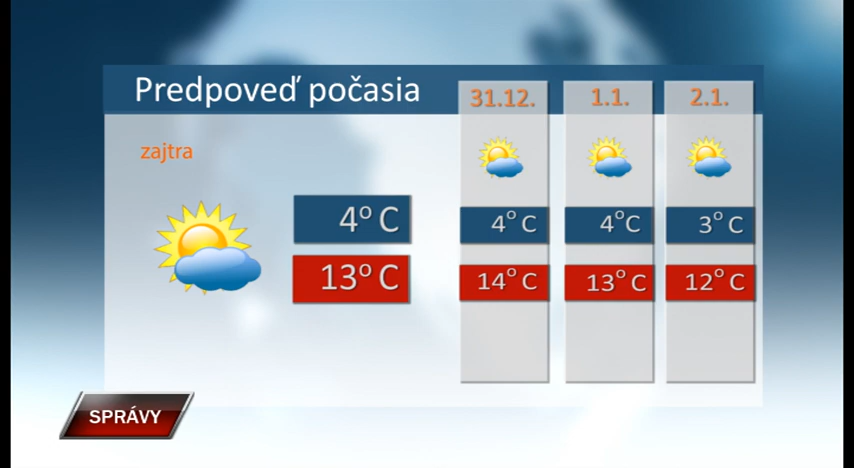 Predpoveď počasia
zajtra
4° C
13° C
31.12.
4° C
14° C
1.1.
4°C
13° C
2.1.
3° C
12° C
SPRÁVY